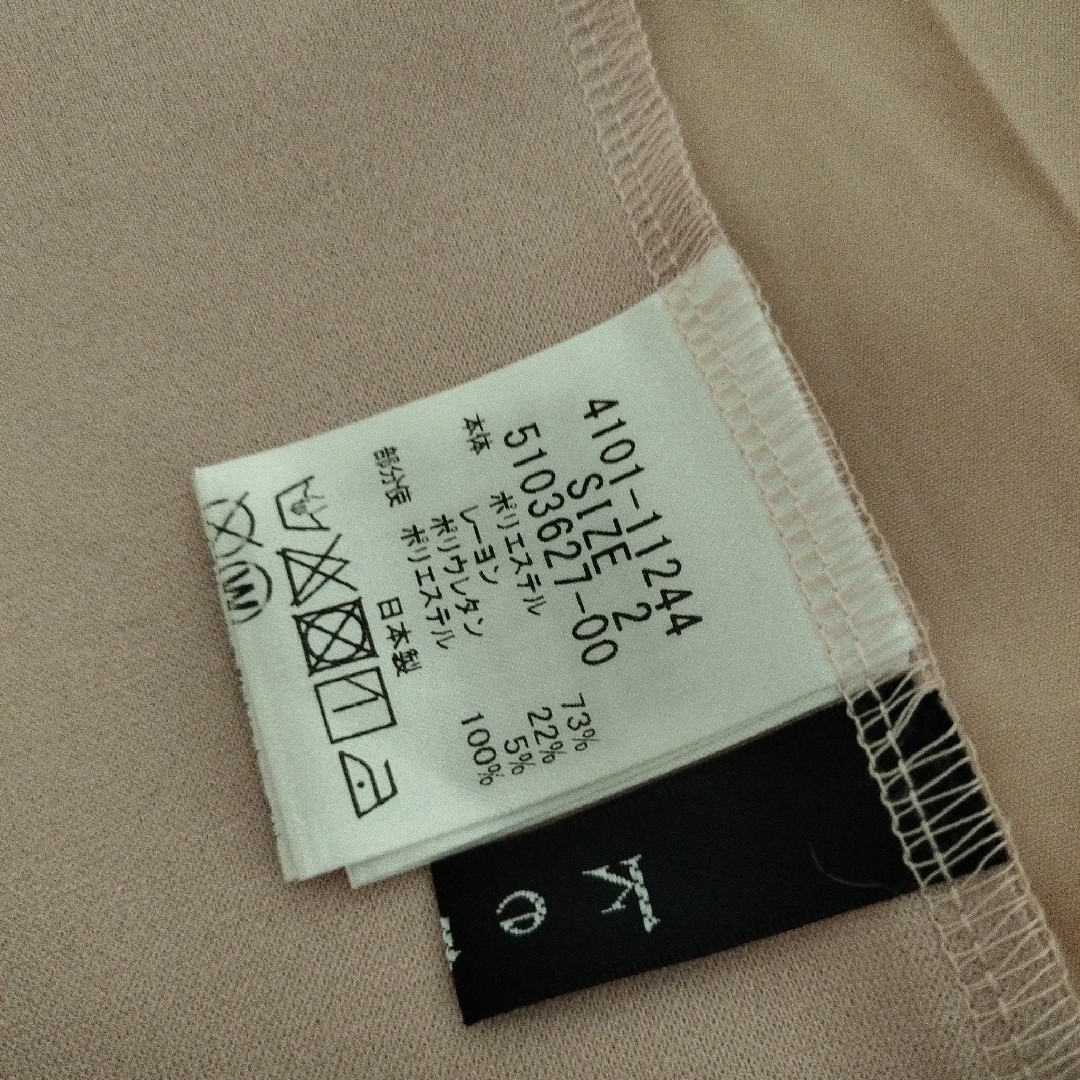 4101-11244
SIZE 2
5103627-00
本体 ポリエステル 73%
レーヨン 22%
ポリウレタン 5%
部分使 ポリエステル 100%
日本製
W
K